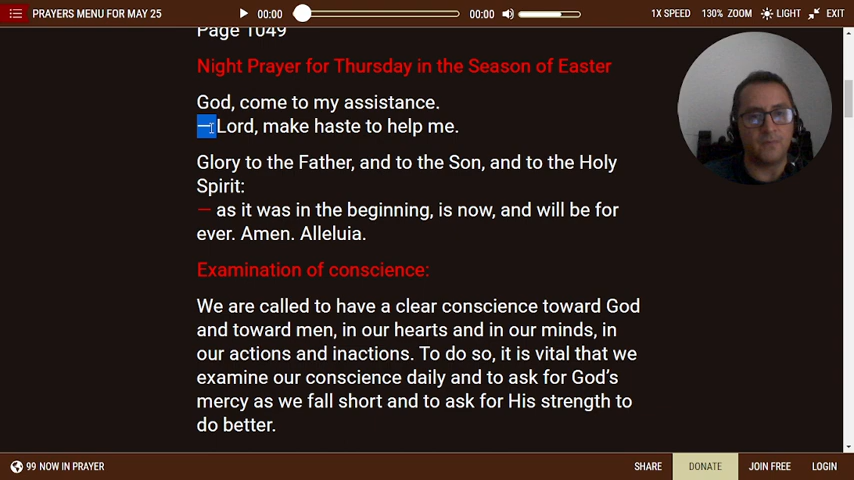 PRAYERS MENU FOR MAY 25
00:00
00:00
1X SPEED
130% ZOOM
LIGHT
EXIT
Page 1049
Night Prayer for Thursday in the Season of Easter
God, come to my assistance.
— Lord, make haste to help me.
Glory to the Father, and to the Son, and to the Holy
Spirit:
— as it was in the beginning, is now, and will be for
ever. Amen. Alleluia.
Examination of conscience:
We are called to have a clear conscience toward God
and toward men, in our hearts and in our minds, in
our actions and inactions. To do so, it is vital that we
examine our conscience daily and to ask for God’s
mercy as we fall short and to ask for His strength to
do better.
99 NOW IN PRAYER
SHARE
DONATE
JOIN FREE
LOGIN